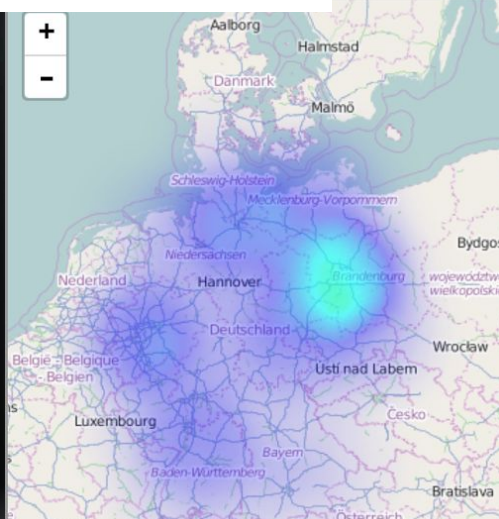 +
-
Aalborg
Halmstad
Danmark
Malmö
Schleswig-Holstein
Mecklenburg-Vorpommern
Bydgos
Niedersachsen
Nederland
Hannover
Brandenburg
województw
wielkopolski
Deutschland
België - Belgique
- Belgien
Wrocław
Ústí nad Labem
Luxembourg
Česko
Bayern
Baden-Württemberg
Bratislava
Österreich